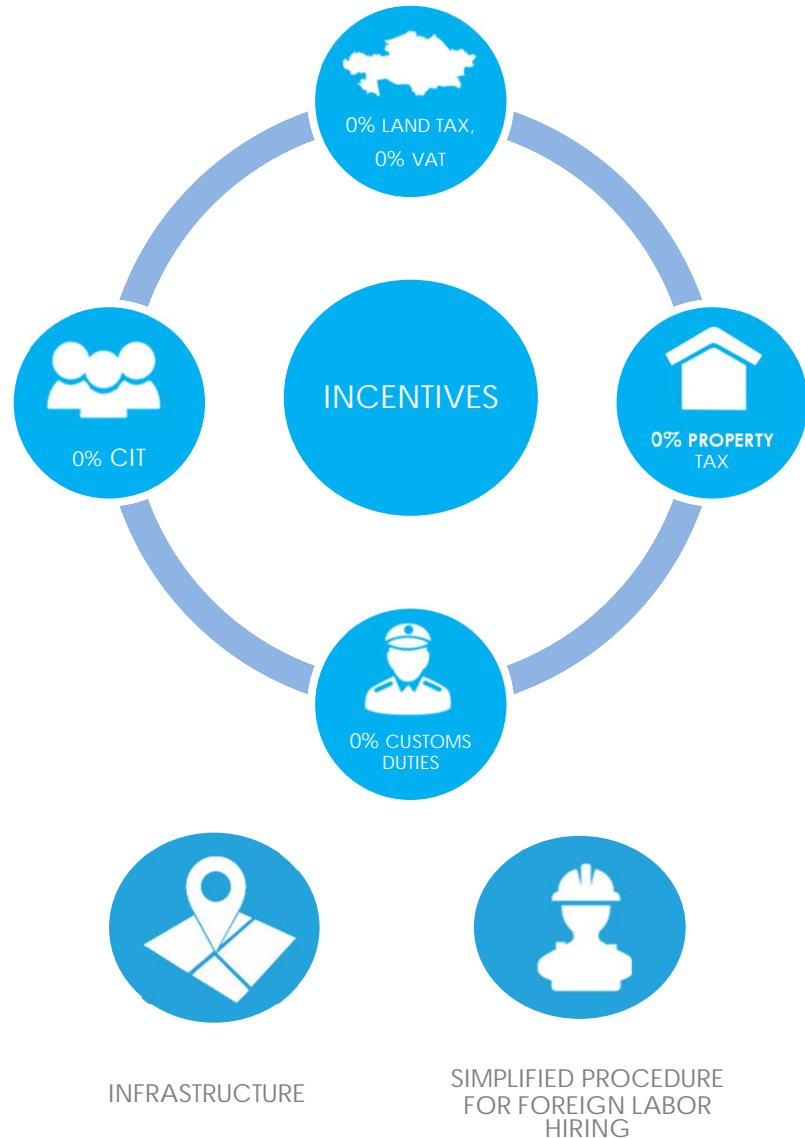 0% LAND TAX,
0% VAT
INCENTIVES
0% CIT
0% PROPERTY
TAX
0% CUSTOMS
DUTIES
INFRASTRUCTURE
SIMPLIFIED PROCEDURE
FOR FOREIGN LABOR
HIRING